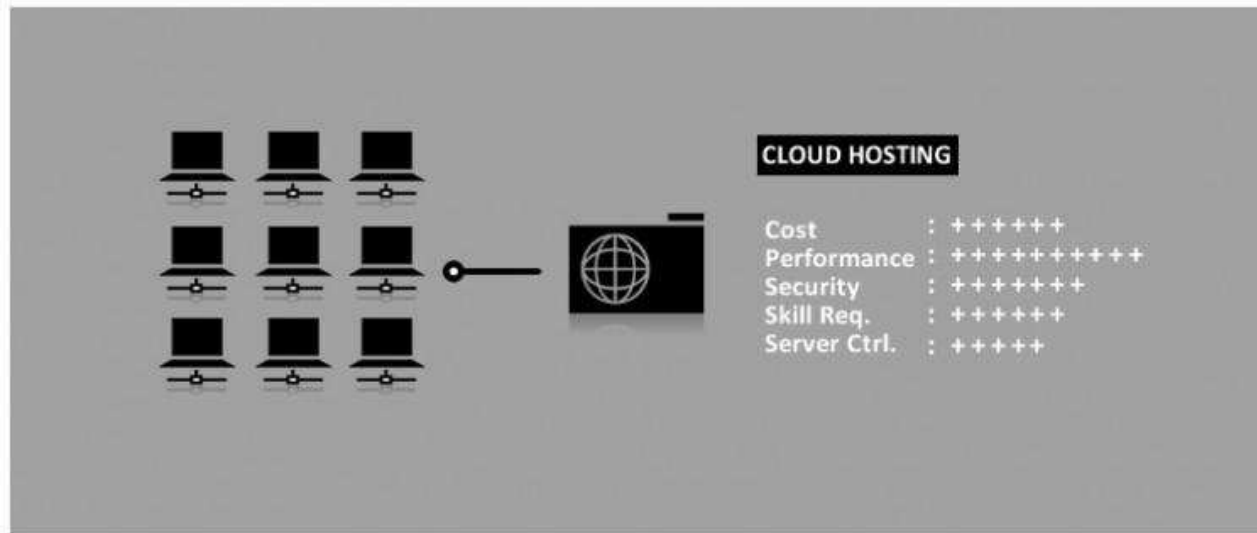 CLOUD HOSTING
Cost : ++++++
Performance : ++++++++++
Security : +++++++
Skill Req. : ++++++
Server Ctrl. : +++++